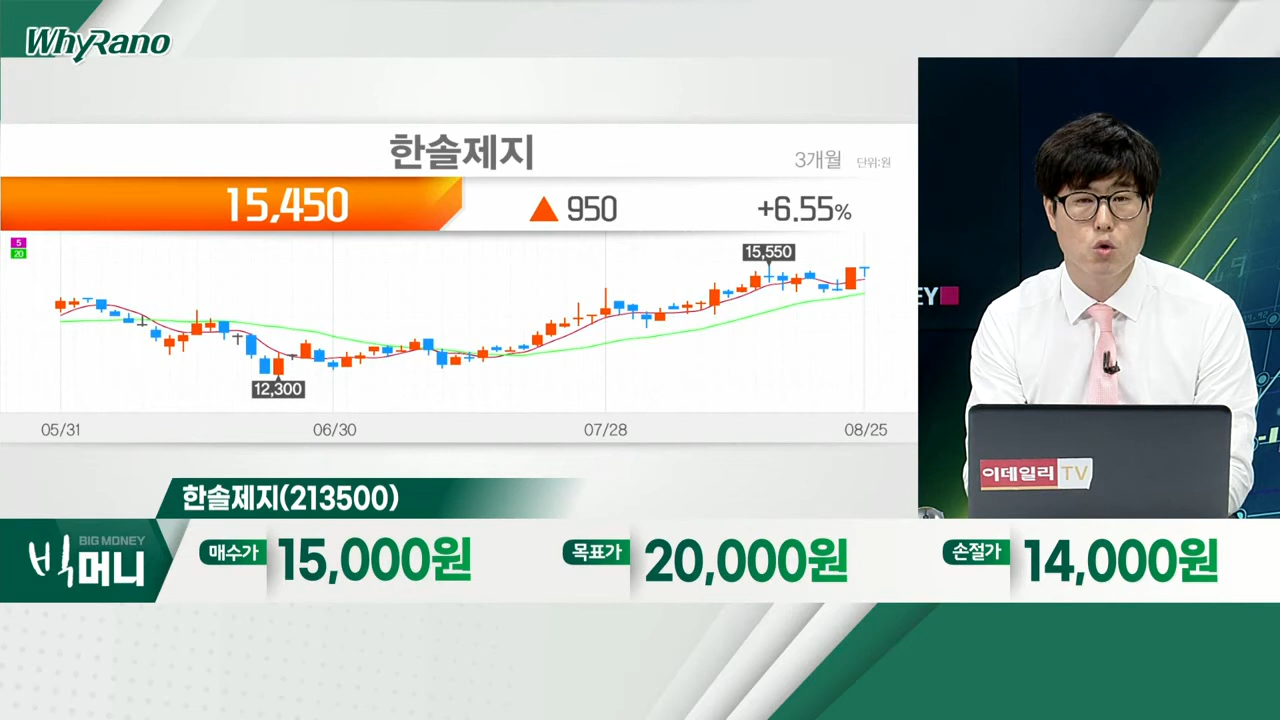 WhyRano
한솔제지
3개월 단위:원
15,450 ▲ 950 +6.55%
5
20
15,550
12,300
05/31 06/30 07/28 08/25
EY
이데일리TV
한솔제지(213500)
BIG MONEY
빅머니
매수가 15,000원 목표가 20,000원 손절가 14,000원